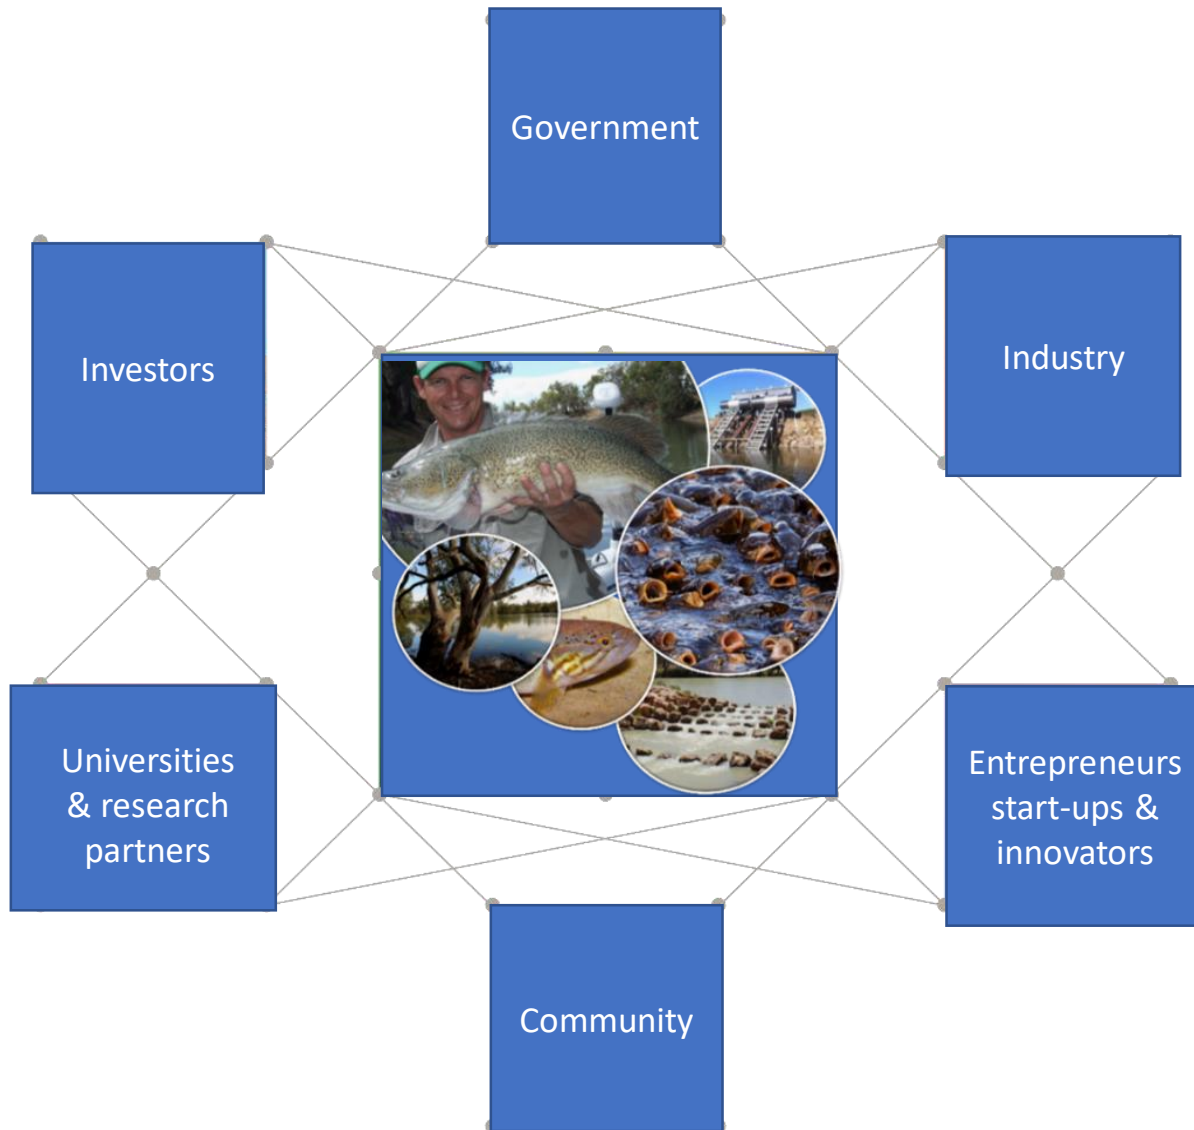 Government
Investors
Industry
Universities
& research
partners
Entrepreneurs
start-ups &
innovators
Community